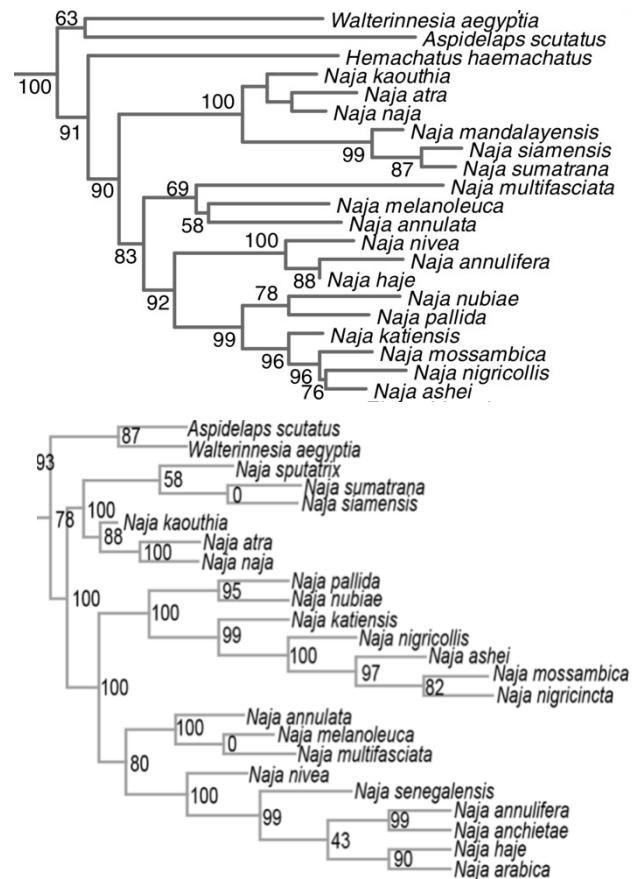 63
Walterinnesia aegyptia
Aspidelaps scutatus
100
Hemachatus haemachatus
91
Naja kaouthia
100
Naja atra
Naja naja
Naja mandalayensis
99
Naja siamensis
87
Naja sumatrana
90
69
Naja multifasciata
Naja melanoleuca
58
Naja annulata
83
100
Naja nivea
Naja annulifera
88
Naja haje
92
78
Naja nubiae
Naja pallida
99
Naja katiensis
96
Naja mossambica
96
Naja nigricollis
76
Naja ashei
Aspidelaps scutatus
87
Walterinnesia aegyptia
93
Naja sputatrix
58
Naja sumatrana
0
Naja siamensis
78
100
Naja kaouthia
88
Naja atra
100
Naja naja
Naja pallida
95
Naja nubiae
100
100
Naja katiensis
99
Naja nigricollis
100
Naja ashei
97
Naja mossambica
82
Naja nigricincta
100
Naja annulata
100
Naja melanoleuca
0
Naja multifasciata
80
Naja nivea
100
Naja senegalensis
99
Naja annulifera
99
Naja anchietae
43
Naja haje
90
Naja arabica